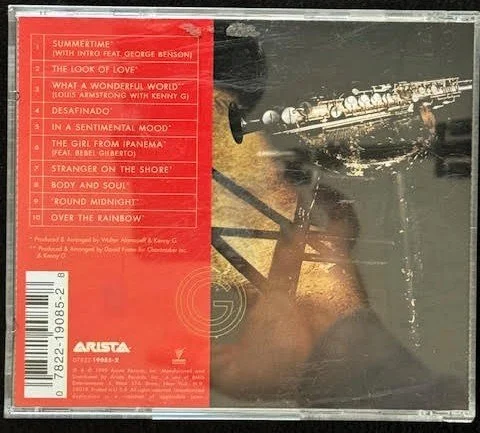 1 SUMMERTIME*
(WITH INTRO FEAT. GEORGE BENSON)
2 THE LOOK OF LOVE*
3 WHAT A WONDERFUL WORLD**
(LOUIS ARMSTRONG WITH KENNY G)
4 DESAFINADO*
5 IN A SENTIMENTAL MOOD*
6 THE GIRL FROM IPANEMA*
(FEAT. BEBEL GILBERTO)
7 STRANGER ON THE SHORE*
8 BODY AND SOUL*
9 'ROUND MIDNIGHT*
10 OVER THE RAINBOW*
* Produced & Arranged by Walter Afanasieff & Kenny G
** Produced & Arranged by David Foster for Chartmaker Inc.
& Kenny G
G
ARISTA
07822-19085-2
0 7822-19085-2 8